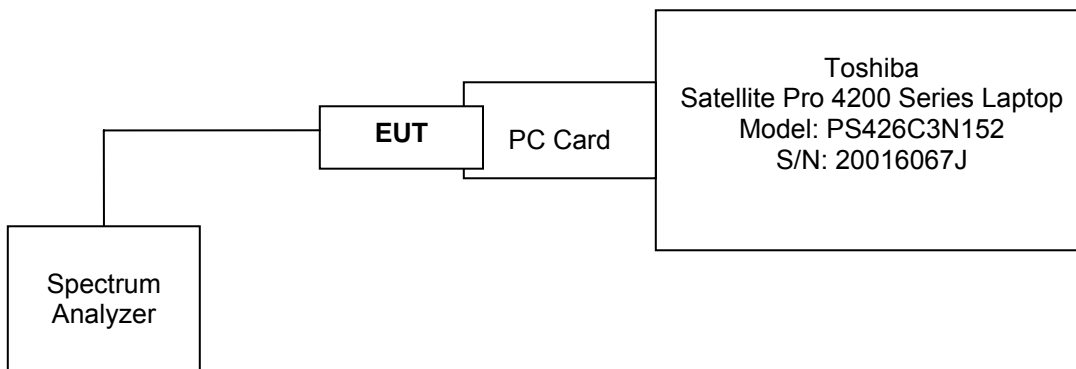 Toshiba
Satellite Pro 4200 Series Laptop
Model: PS426C3N152
S/N: 20016067J
EUT
PC Card
Spectrum
Analyzer